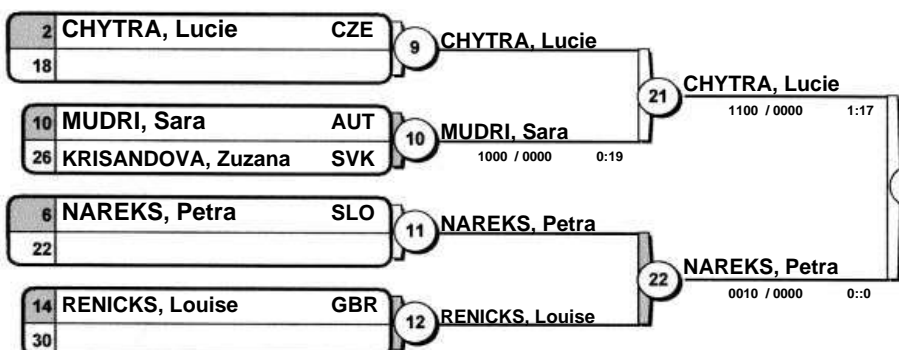 2 CHYTRA, Lucie CZE
18
9 CHYTRA, Lucie
10 MUDRI, Sara AUT
26 KRISANDOVA, Zuzana SVK
10 MUDRI, Sara
1000 / 0000 0:19
21 CHYTRA, Lucie
1100 / 0000 1:17
6 NAREKS, Petra SLO
22
11 NAREKS, Petra
14 RENICKS, Louise GBR
30
12 RENICKS, Louise
22 NAREKS, Petra
0010 / 0000 0::0